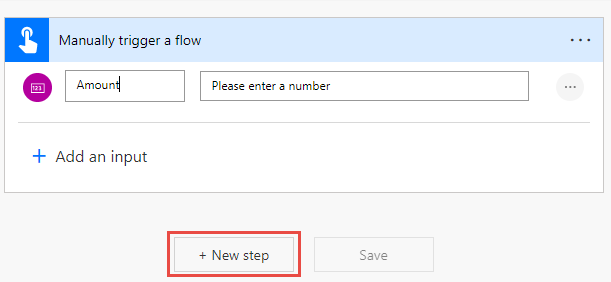 Manually trigger a flow
...
123 Amount Please enter a number ...
+ Add an input
+ New step Save